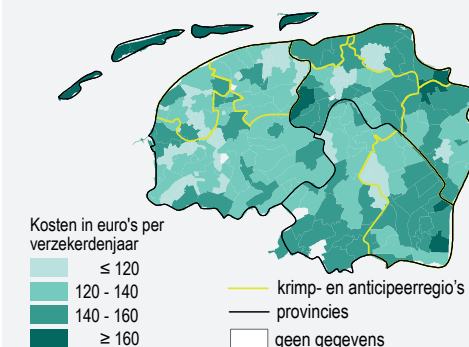 Kosten in euro's per
verzekerdenjaar
≤ 120
120 - 140
140 - 160
≥ 160
krimp- en anticipeerregio's
provincies
geen gegevens